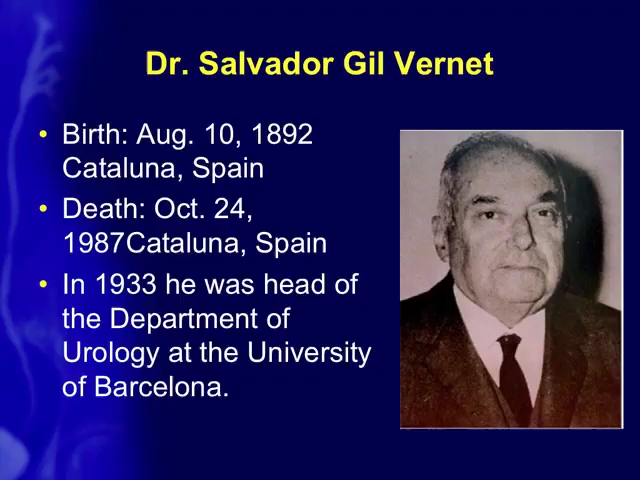 Dr. Salvador Gil Vernet
• Birth: Aug. 10, 1892
Cataluna, Spain
• Death: Oct. 24,
1987Cataluna, Spain
• In 1933 he was head of
the Department of
Urology at the University
of Barcelona.